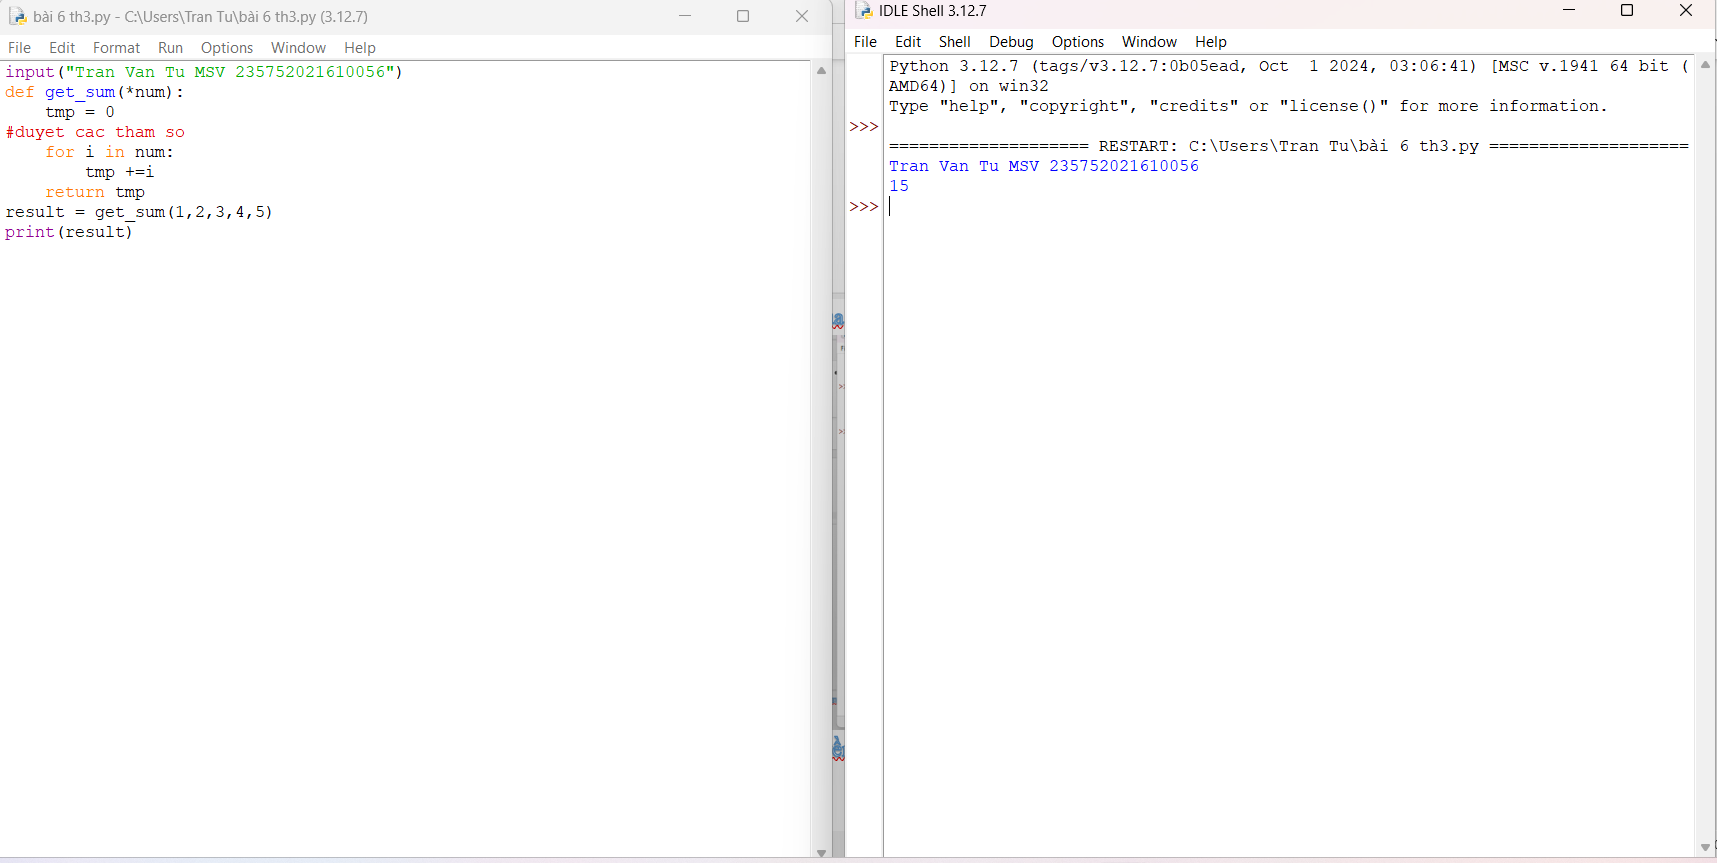 bài 6 th3.py - C:\Users\Tran Tu\bài 6 th3.py (3.12.7)
File Edit Format Run Options Window Help
input("Tran Van Tu MSV 235752021610056")
def get_sum(*num):
    tmp = 0
#duyet cac tham so
    for i in num:
        tmp +=i
    return tmp
result = get_sum(1,2,3,4,5)
print(result)
IDLE Shell 3.12.7
File Edit Shell Debug Options Window Help
Python 3.12.7 (tags/v3.12.7:0b05ead, Oct  1 2024, 03:06:41) [MSC v.1941 64 bit (
AMD64)] on win32
Type "help", "copyright", "credits" or "license()" for more information.
>>>
==================== RESTART: C:\Users\Tran Tu\bài 6 th3.py ====================
Tran Van Tu MSV 235752021610056
15
>>>